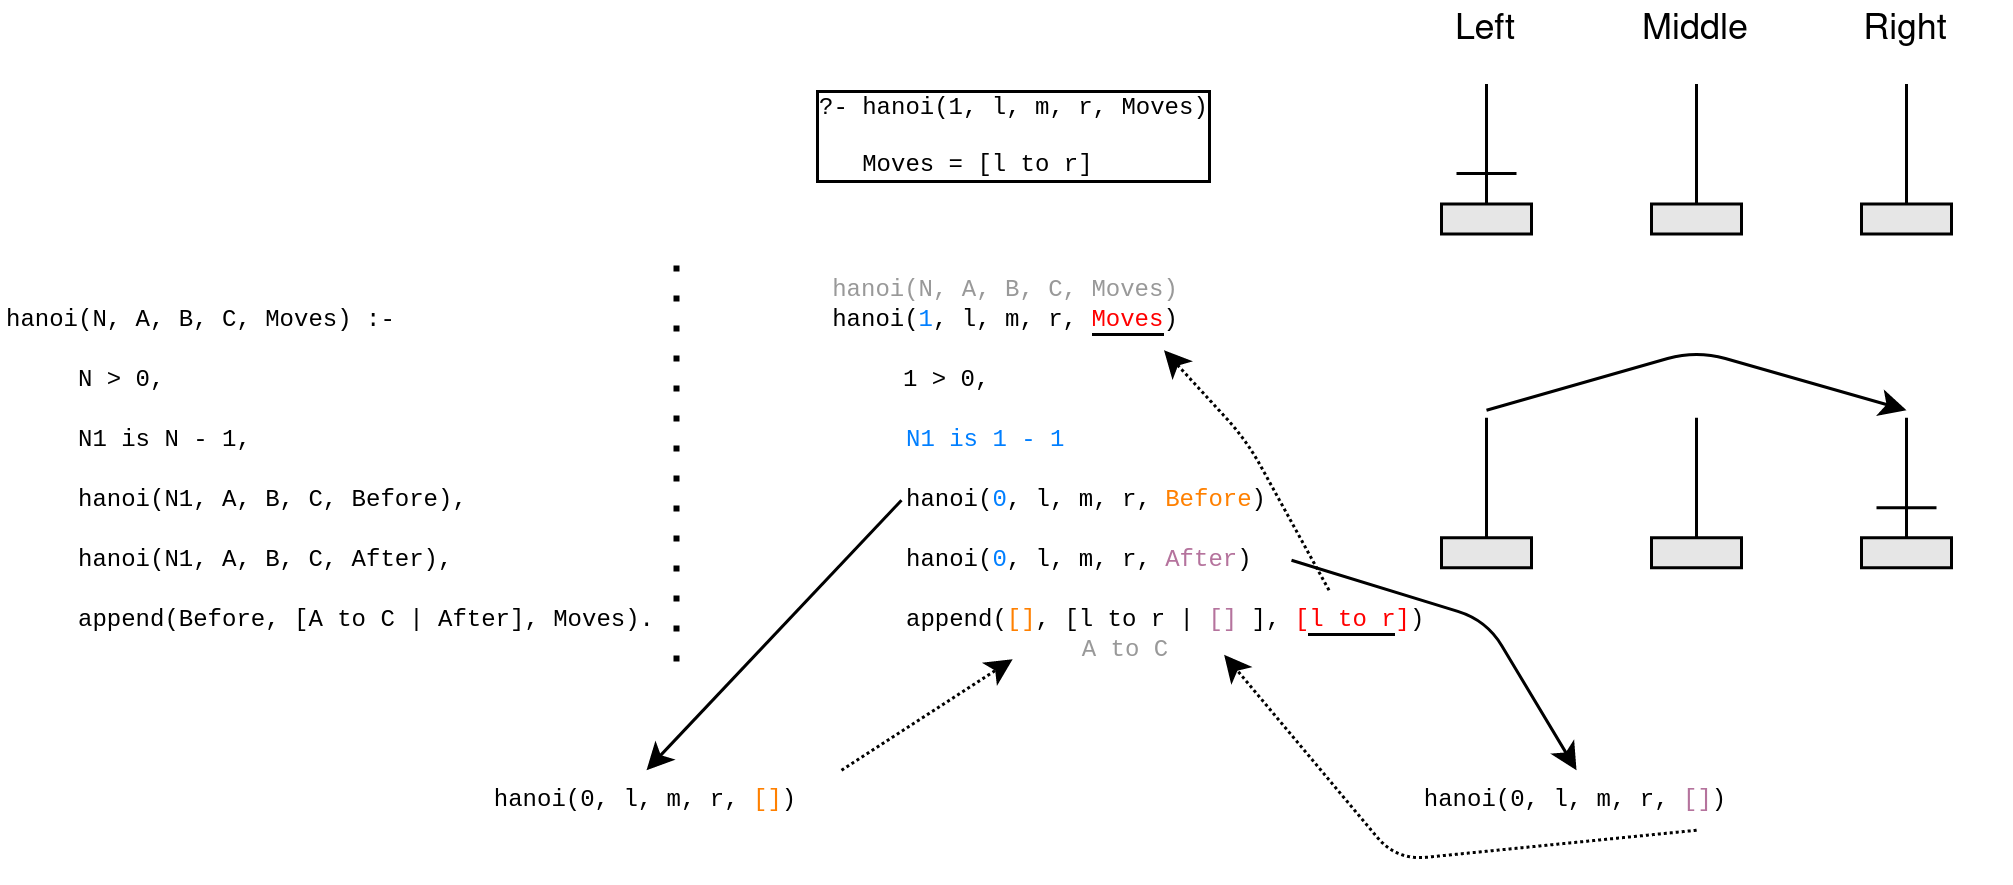 Left Middle Right
?- hanoi(1, l, m, r, Moves)
Moves = [l to r]
hanoi(N, A, B, C, Moves) :-
N > 0,
N1 is N - 1,
hanoi(N1, A, B, C, Before),
hanoi(N1, A, B, C, After),
append(Before, [A to C | After], Moves).
hanoi(N, A, B, C, Moves)
hanoi(1, l, m, r, Moves)
1 > 0,
N1 is 1 - 1
hanoi(0, l, m, r, Before)
hanoi(0, l, m, r, After)
append([], [l to r | [] ], [l to r])
A to C
hanoi(0, l, m, r, [])
hanoi(0, l, m, r, [])